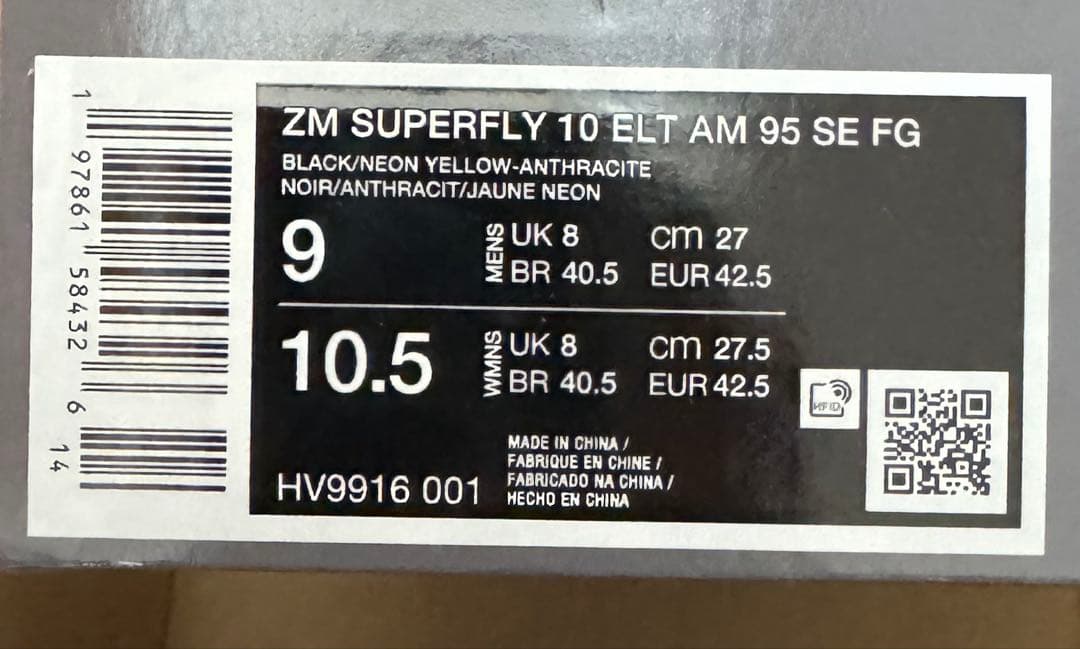 1 97861 58432 6 14
ZM SUPERFLY 10 ELT AM 95 SE FG
BLACK/NEON YELLOW-ANTHRACITE
NOIR/ANTHRACIT/JAUNE NEON
9 MENS UK 8 cm 27
BR 40.5 EUR 42.5
10.5 WMNS UK 8 cm 27.5
BR 40.5 EUR 42.5
RFID
MADE IN CHINA /
FABRIQUE EN CHINE /
FABRICADO NA CHINA /
HECHO EN CHINA
HV9916 001